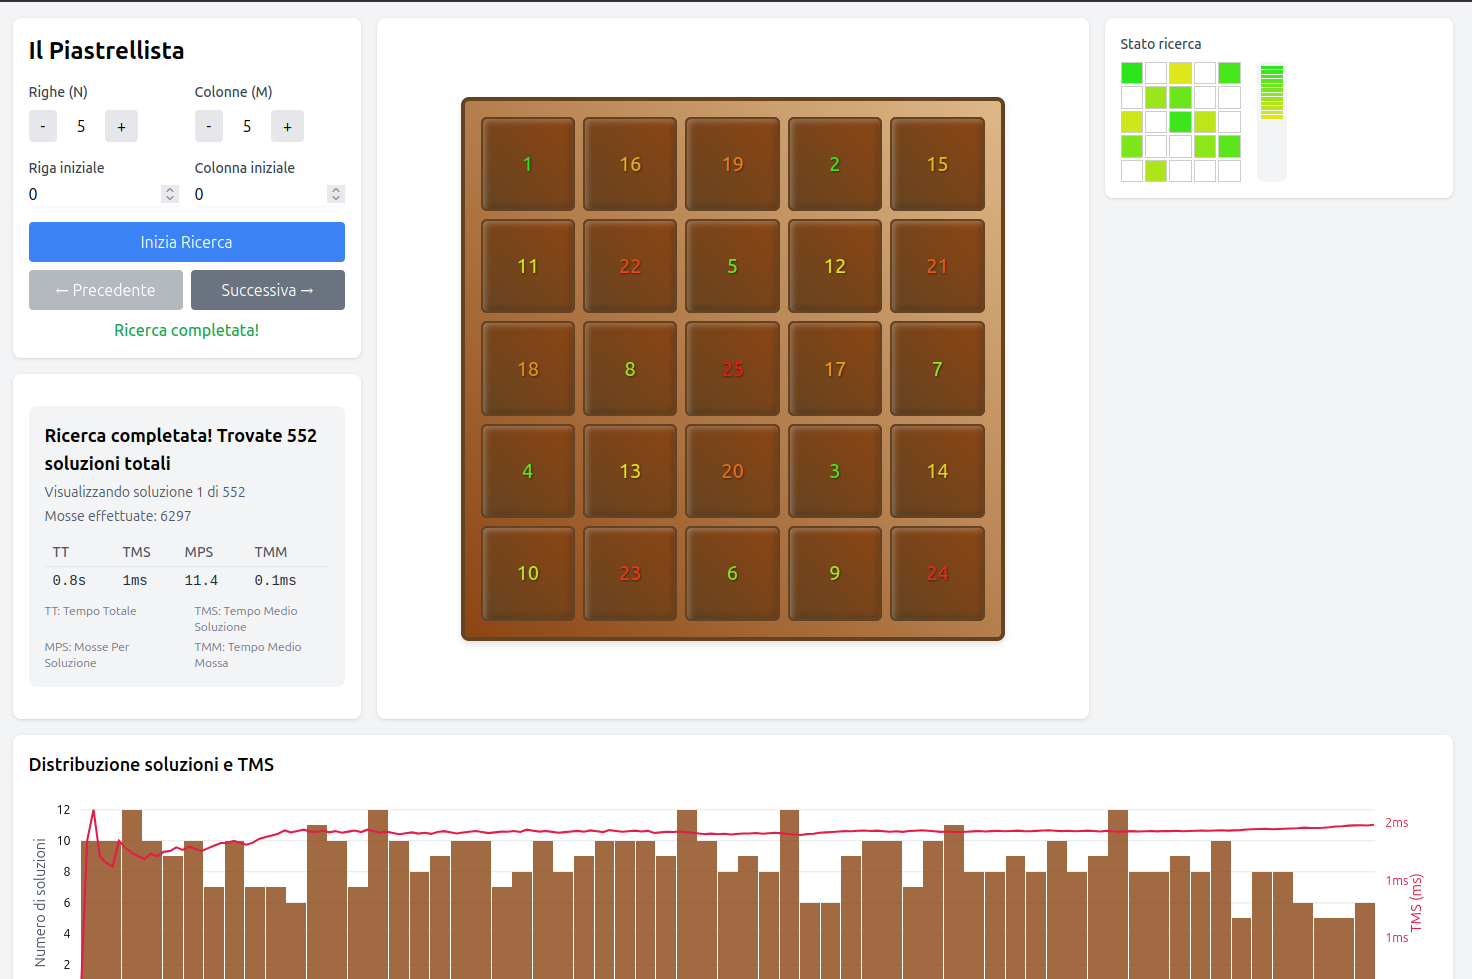 Il Piastrellista
Righe (N)
Colonne (M)
- 5 +
- 5 +
Riga iniziale
Colonna iniziale
0
0
Inizia Ricerca
← Precedente
Successiva →
Ricerca completata!
Ricerca completata! Trovate 552
soluzioni totali
Visualizzando soluzione 1 di 552
Mosse effettuate: 6297
TT TMS MPS TMM
0.8s 1ms 11.4 0.1ms
TT: Tempo Totale
TMS: Tempo Medio
Soluzione
MPS: Mosse Per
Soluzione
TMM: Tempo Medio
Mossa
1 16 19 2 15
11 22 5 12 21
18 8 25 17 7
4 13 20 3 14
10 23 6 9 24
Stato ricerca
Distribuzione soluzioni e TMS
Numero di soluzioni
12
10
8
6
4
2
2ms
1ms
1ms
TMS (ms)